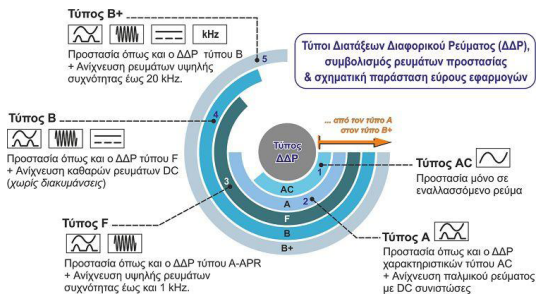 Τύπος Β+
kHz
Προστασία όπως και ο ΔΔΡ τύπου Β
+ Ανίχνευση ρευμάτων υψηλής
συχνότητας έως 20 kHz.
Τύποι Διατάξεων Διαφορικού Ρεύματος (ΔΔΡ),
συμβολισμός ρευμάτων προστασίας
& σχηματική παράσταση εύρους εφαρμογών
5
4
... από τον τύπο Α
στον τύπο Β+
Τύπος
ΔΔΡ
Τύπος Β
Προστασία όπως και ο ΔΔΡ τύπου F
+ Ανίχνευση καθαρών ρευμάτων DC
(χωρίς διακυμάνσεις)
1
Τύπος AC
Προστασία μόνο σε
εναλλασσόμενο ρεύμα
3
AC
A
2
F
B
B+
Τύπος F
Προστασία όπως και ο ΔΔΡ τύπου A-APR
+ Ανίχνευση υψηλής ρευμάτων
συχνότητας έως και 1 kHz.
Τύπος Α
Προστασία όπως και ο ΔΔΡ
χαρακτηριστικών τύπου AC
+ Ανίχνευση παλμικού ρεύματος
με DC συνιστώσες